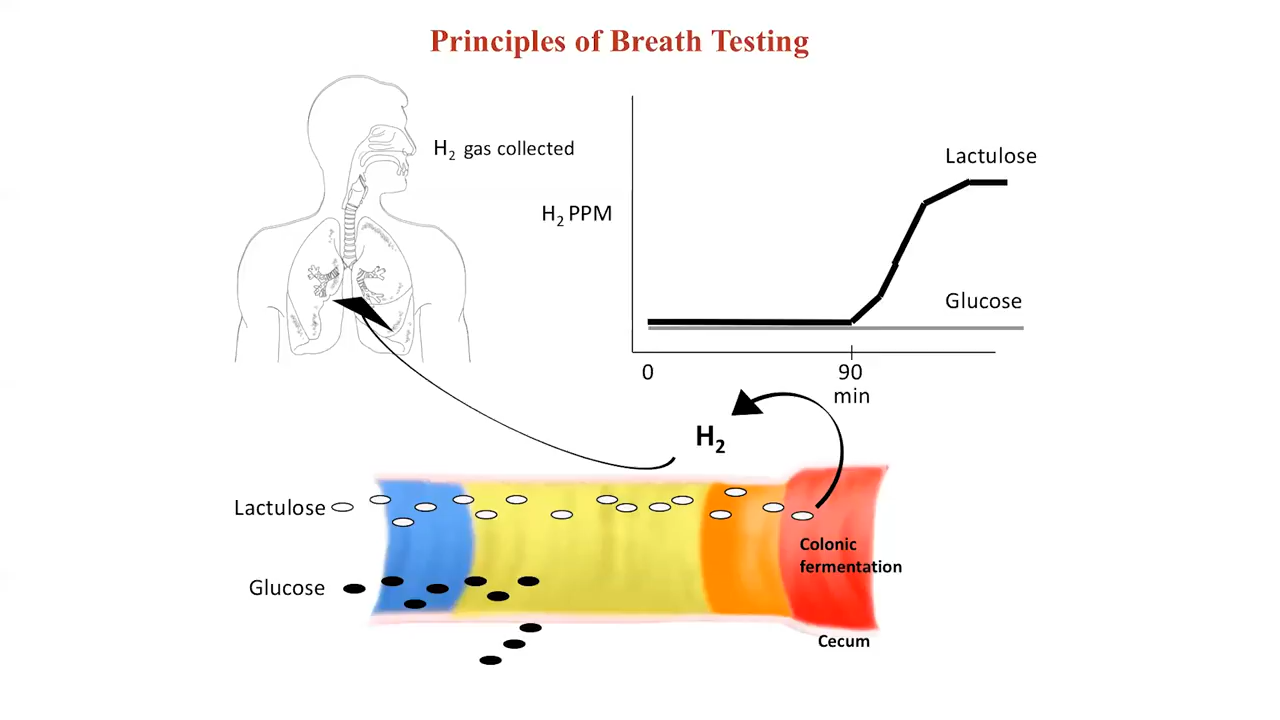 Principles of Breath Testing
H2 gas collected
Lactulose
H2 PPM
Glucose
0
90
min
H2
Lactulose
Colonic
fermentation
Glucose
Cecum